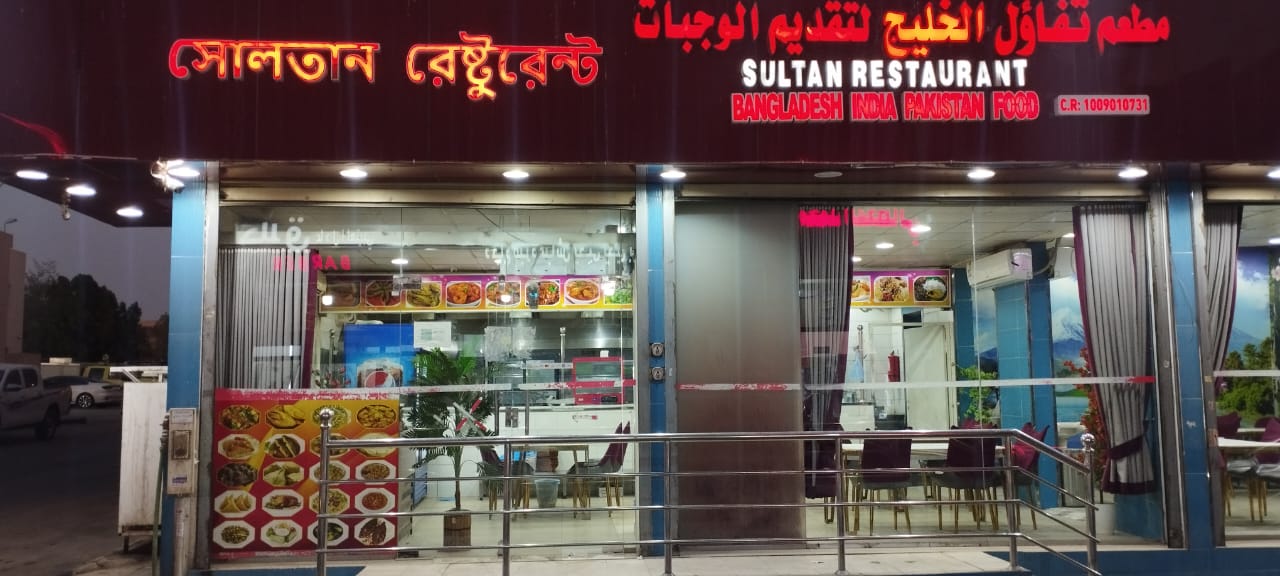 সোলতান রেষ্টুরেন্ট
مطعم تفاؤل الخليج لتقديم الوجبات
SULTAN RESTAURANT
BANGLADESH INDIA PAKISTAN FOOD
C.R: 1009010731